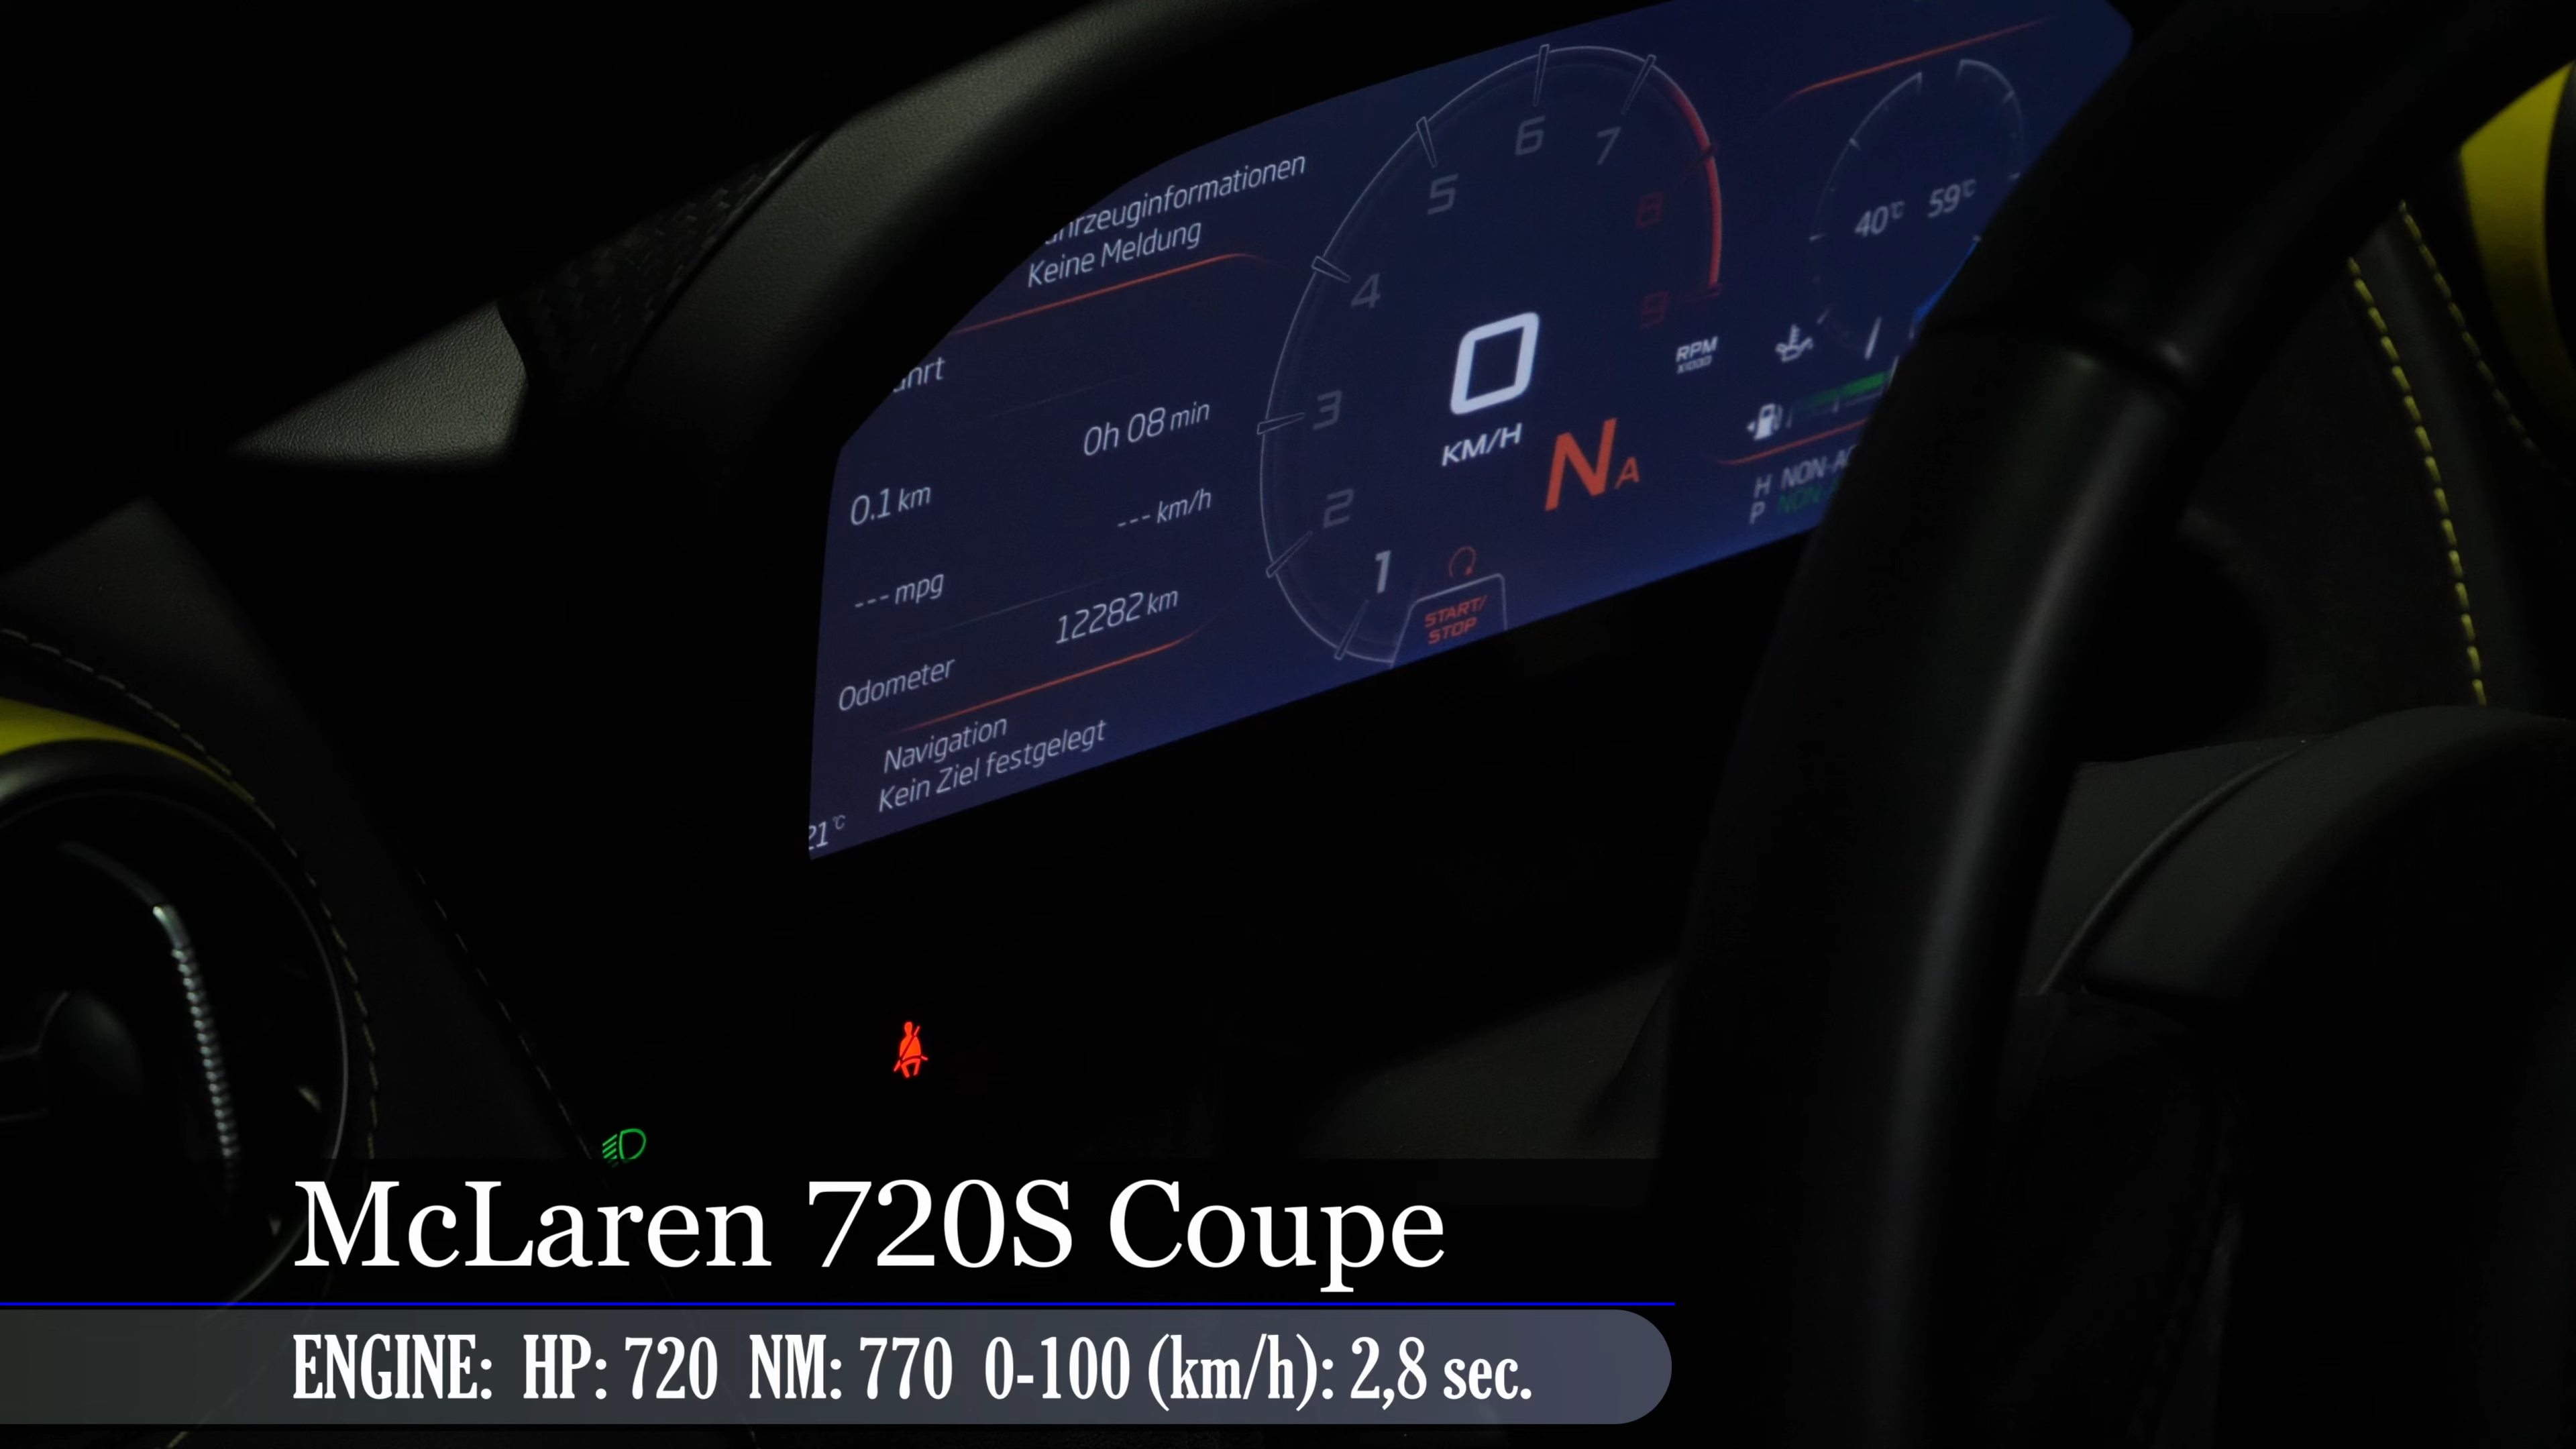 Keine Meldung
0h 08 min
0.1 km
--- km/h
--- mpg
12282 km
Odometer
Navigation
Kein Ziel festgelegt
1
2
3
4
5
6
7
8
9
0
KM/H
NA
RPM
x1000
START/
STOP
40°C 59°C
H
P
McLaren 720S Coupe
ENGINE: HP: 720 NM: 770 0-100 (km/h): 2,8 sec.